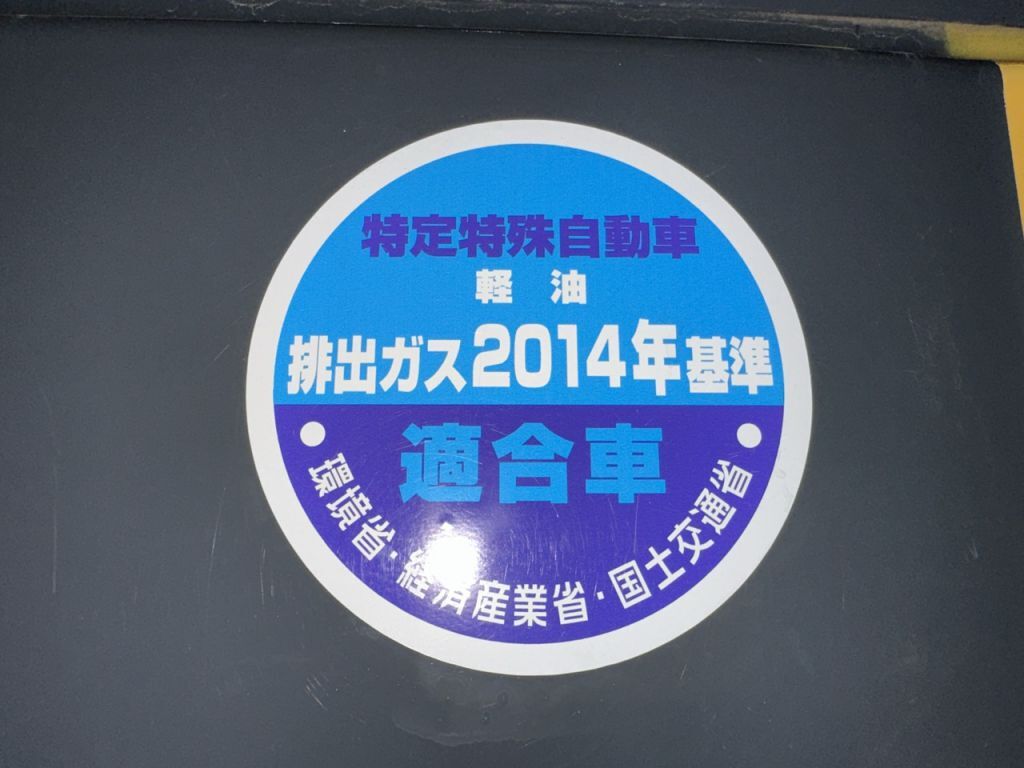 特定特殊自動車
軽油
排出ガス2014年基準
適合車
環境省・経済産業省・国土交通省